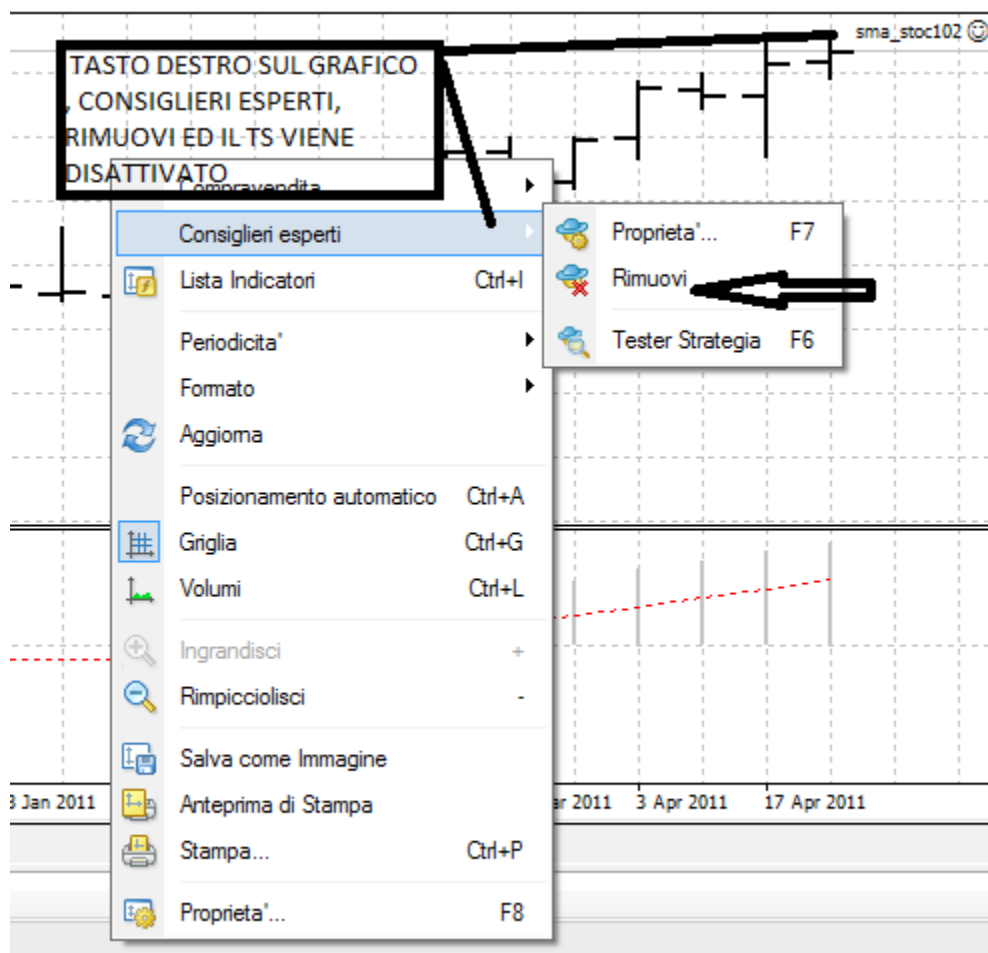 sma_stoc102
TASTO DESTRO SUL GRAFICO
, CONSIGLIERI ESPERTI,
RIMUOVI ED IL TS VIENE
DISATTIVATO
Compravendita
Consiglieri esperti
Proprieta'... F7
Lista Indicatori Ctrl+I
Rimuovi
Tester Strategia F6
Periodicita'
Formato
Aggiorna
Posizionamento automatico Ctrl+A
Griglia Ctrl+G
Volumi Ctrl+L
Ingrandisci +
Rimpicciolisci -
Salva come Immagine
3 Jan 2011 ar 2011 3 Apr 2011 17 Apr 2011
Anteprima di Stampa
Stampa... Ctrl+P
Proprieta'... F8